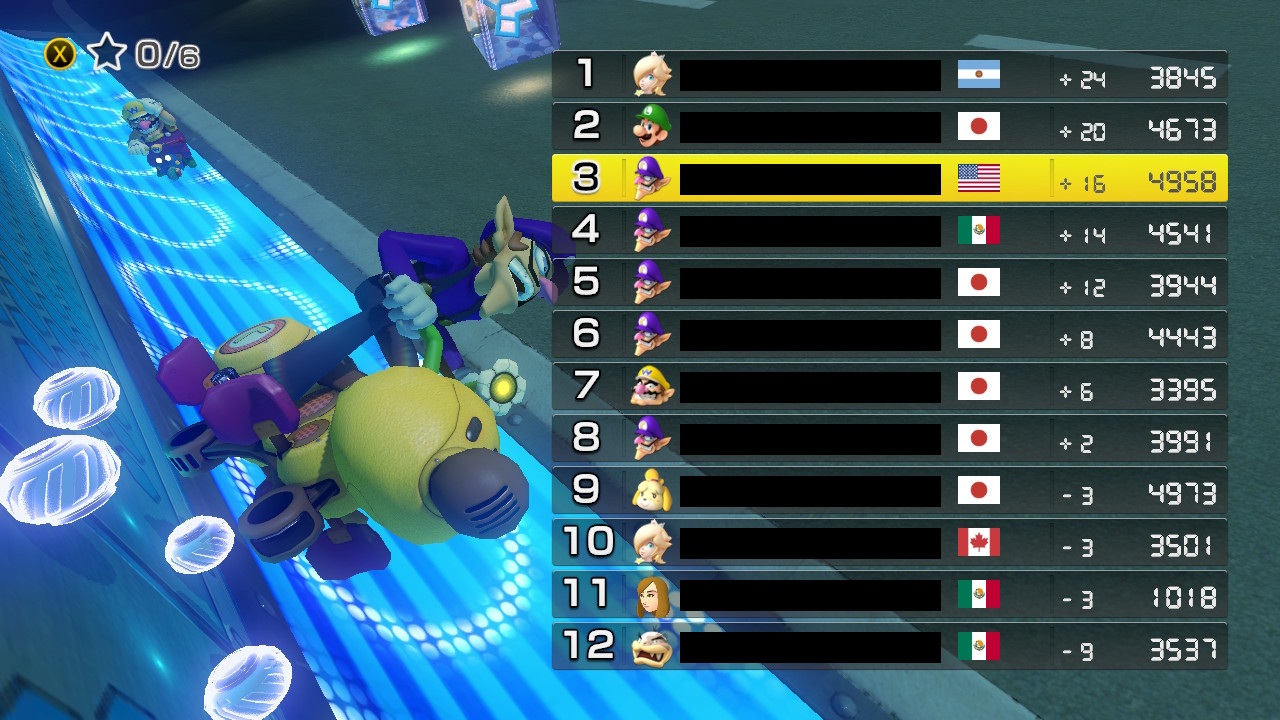 X 0/6
1 + 24 3845
2 + 20 4673
3 + 16 4958
4 + 14 4541
5 + 12 3944
6 + 8 4443
7 + 6 3395
8 + 2 3991
9 - 3 4973
10 - 3 3501
11 - 3 1018
12 - 9 3537